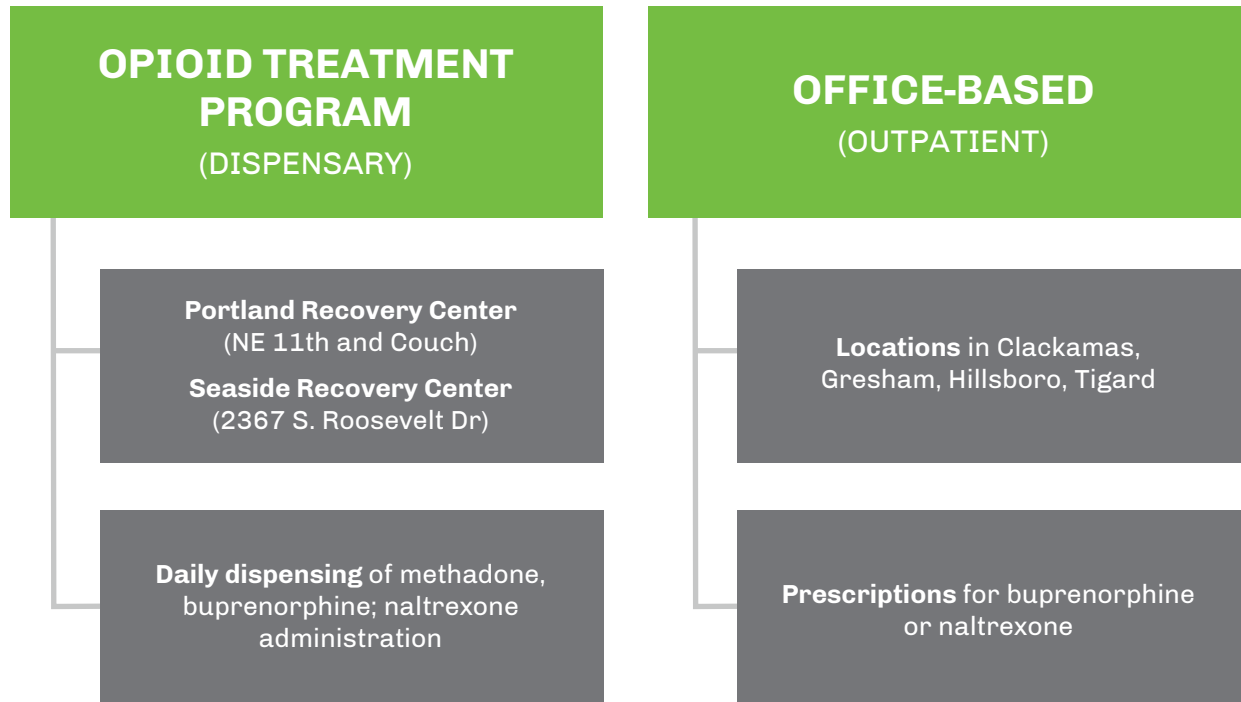 OPIOID TREATMENT
PROGRAM
(DISPENSARY)
Portland Recovery Center
(NE 11th and Couch)
Seaside Recovery Center
(2367 S. Roosevelt Dr)
Daily dispensing of methadone,
buprenorphine; naltrexone
administration
OFFICE-BASED
(OUTPATIENT)
Locations in Clackamas,
Gresham, Hillsboro, Tigard
Prescriptions for buprenorphine
or naltrexone